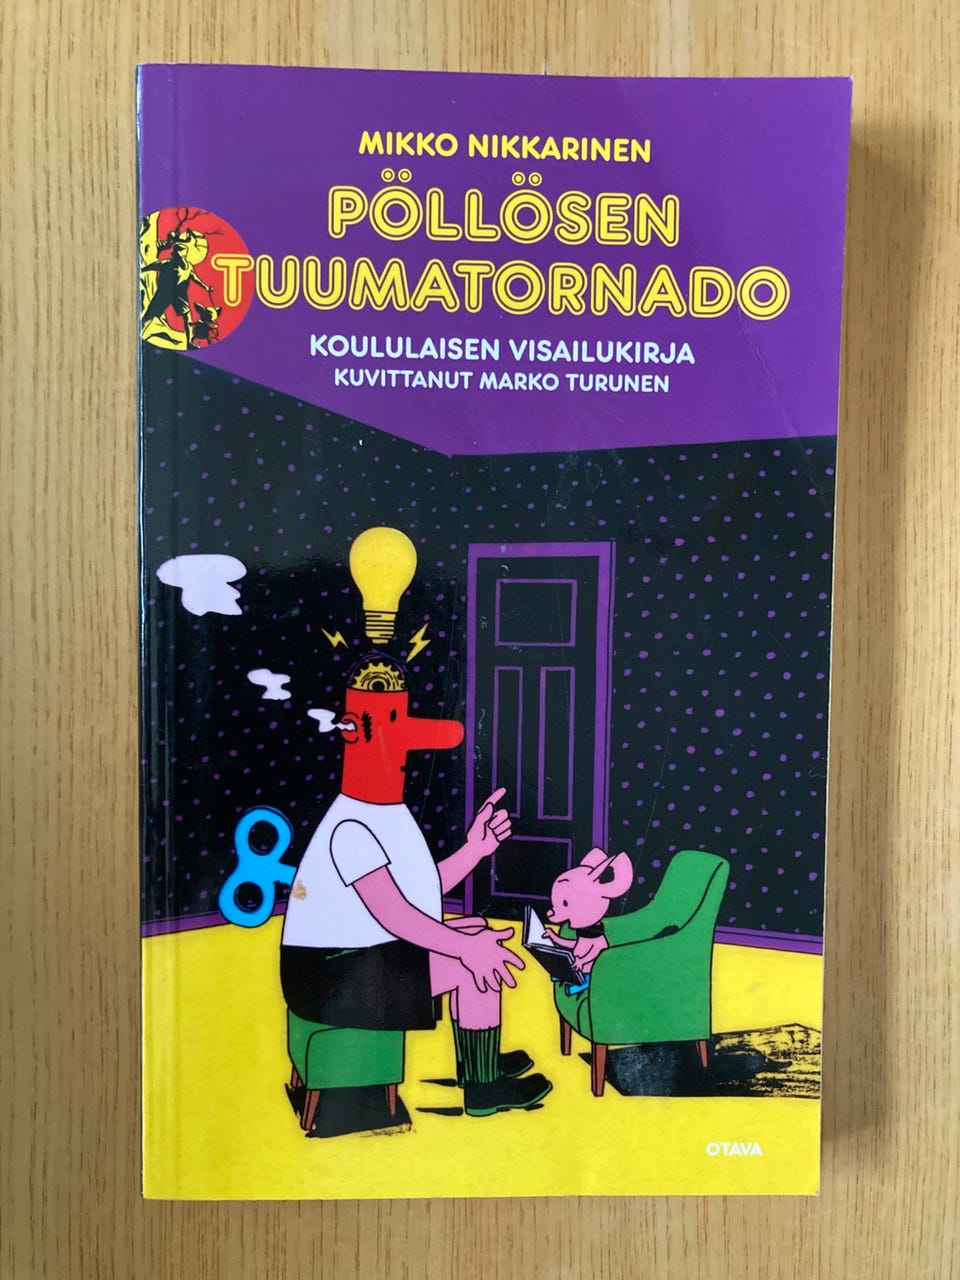 MIKKO NIKKARINEN
PÖLLÖSEN
TUUMATORNADO
KOULULAISEN VISAILUKIRJA
KUVITTANUT MARKO TURUNEN
OTAVA